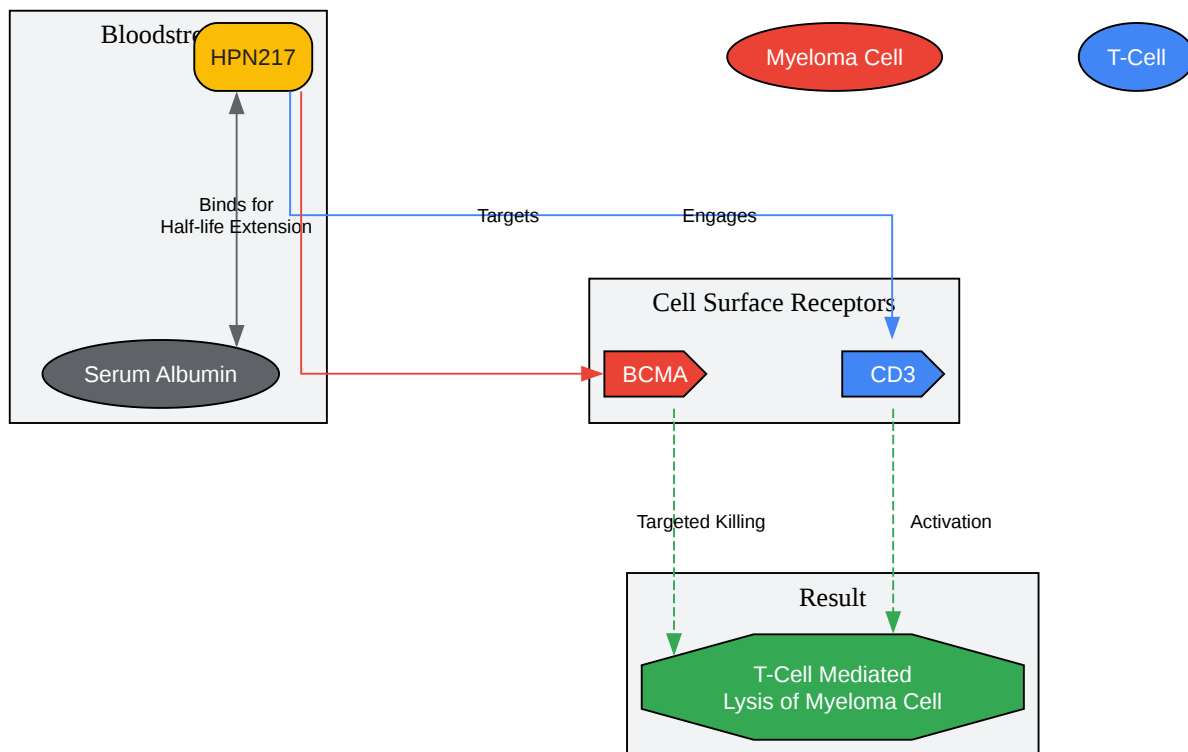 Bloodstre
HPN217
Myeloma Cell
T-Cell
Binds for
Half-life Extension
Targets
Engages
Cell Surface Receptors
Serum Albumin
BCMA
CD3
Targeted Killing
Activation
Result
T-Cell Mediated
Lysis of Myeloma Cell